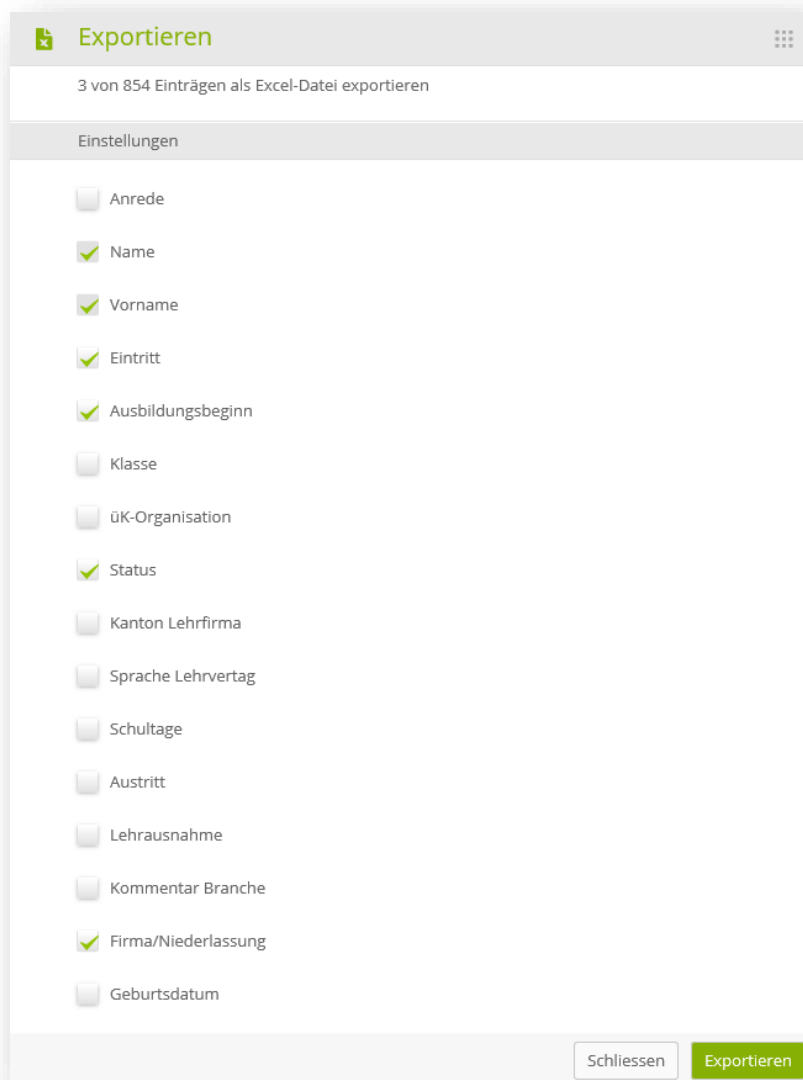 Exportieren
3 von 854 Einträgen als Excel-Datei exportieren
Einstellungen
Anrede
Name
Vorname
Eintritt
Ausbildungsbeginn
Klasse
üK-Organisation
Status
Kanton Lehrfirma
Sprache Lehrvertag
Schultage
Austritt
Lehrausnahme
Kommentar Branche
Firma/Niederlassung
Geburtsdatum
Schliessen Exportieren